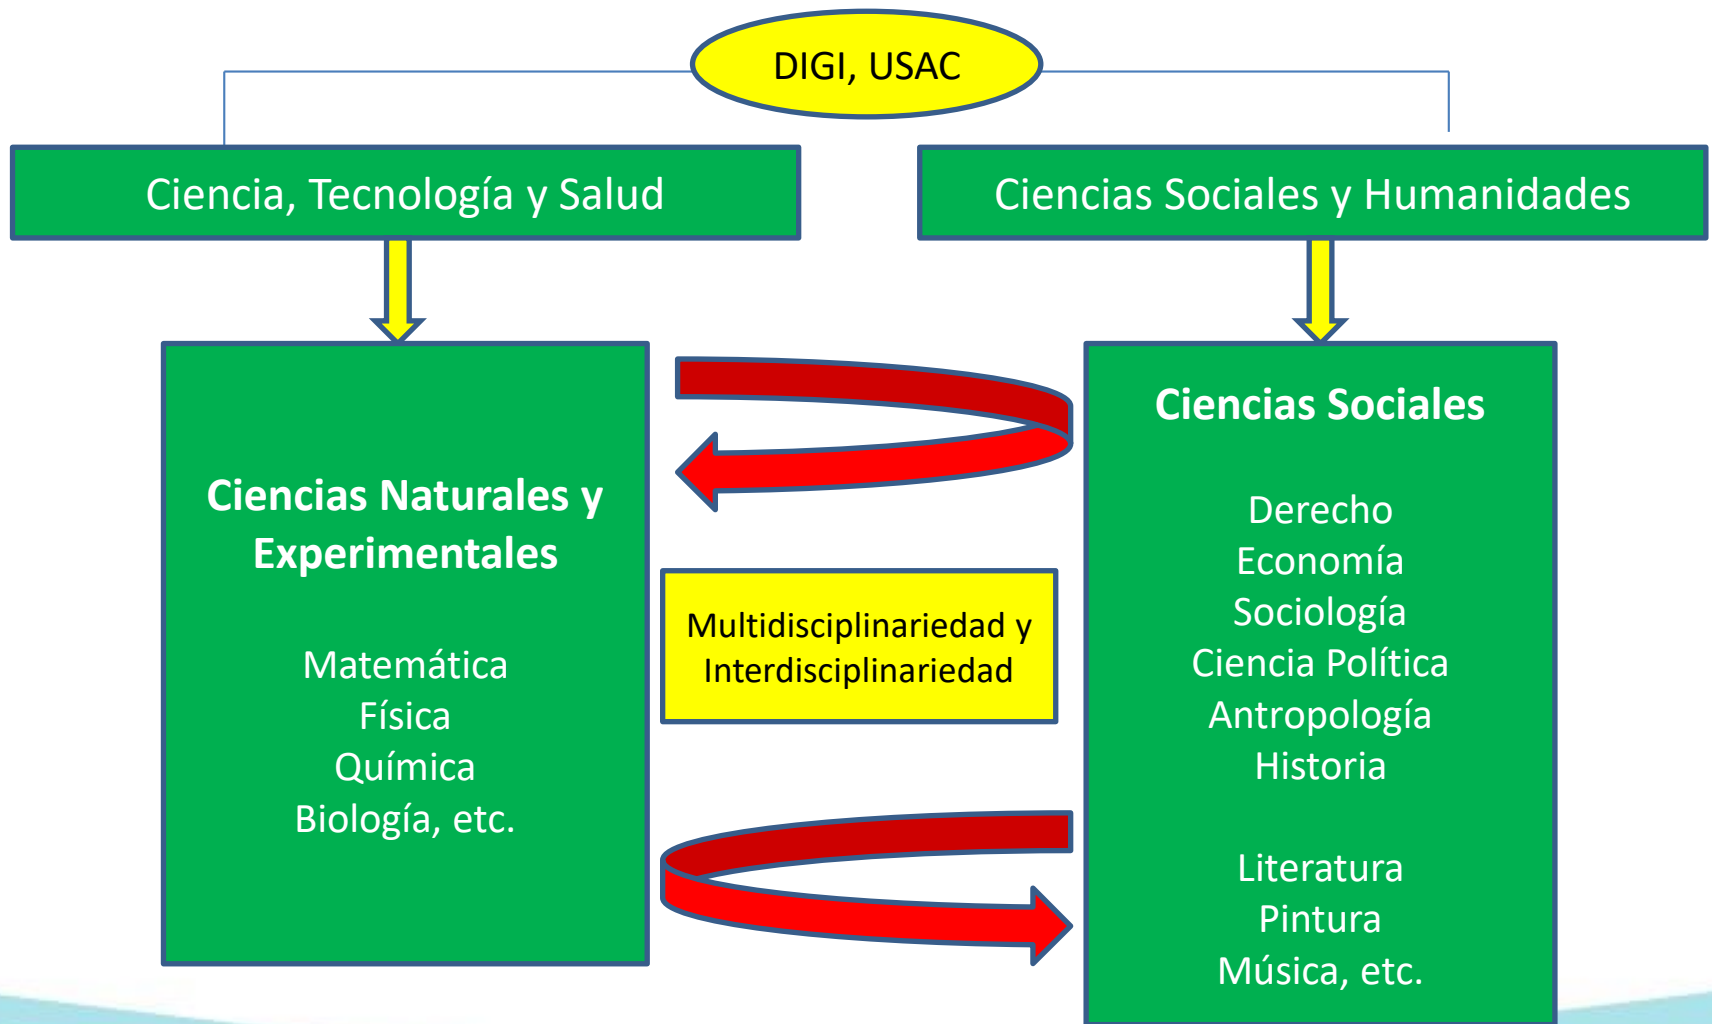 DIGI, USAC
Ciencia, Tecnología y Salud
Ciencias Sociales y Humanidades
Ciencias Naturales y
Experimentales
Matemática
Física
Química
Biología, etc.
Multidisciplinariedad y
Interdisciplinariedad
Ciencias Sociales
Derecho
Economía
Sociología
Ciencia Política
Antropología
Historia
Literatura
Pintura
Música, etc.